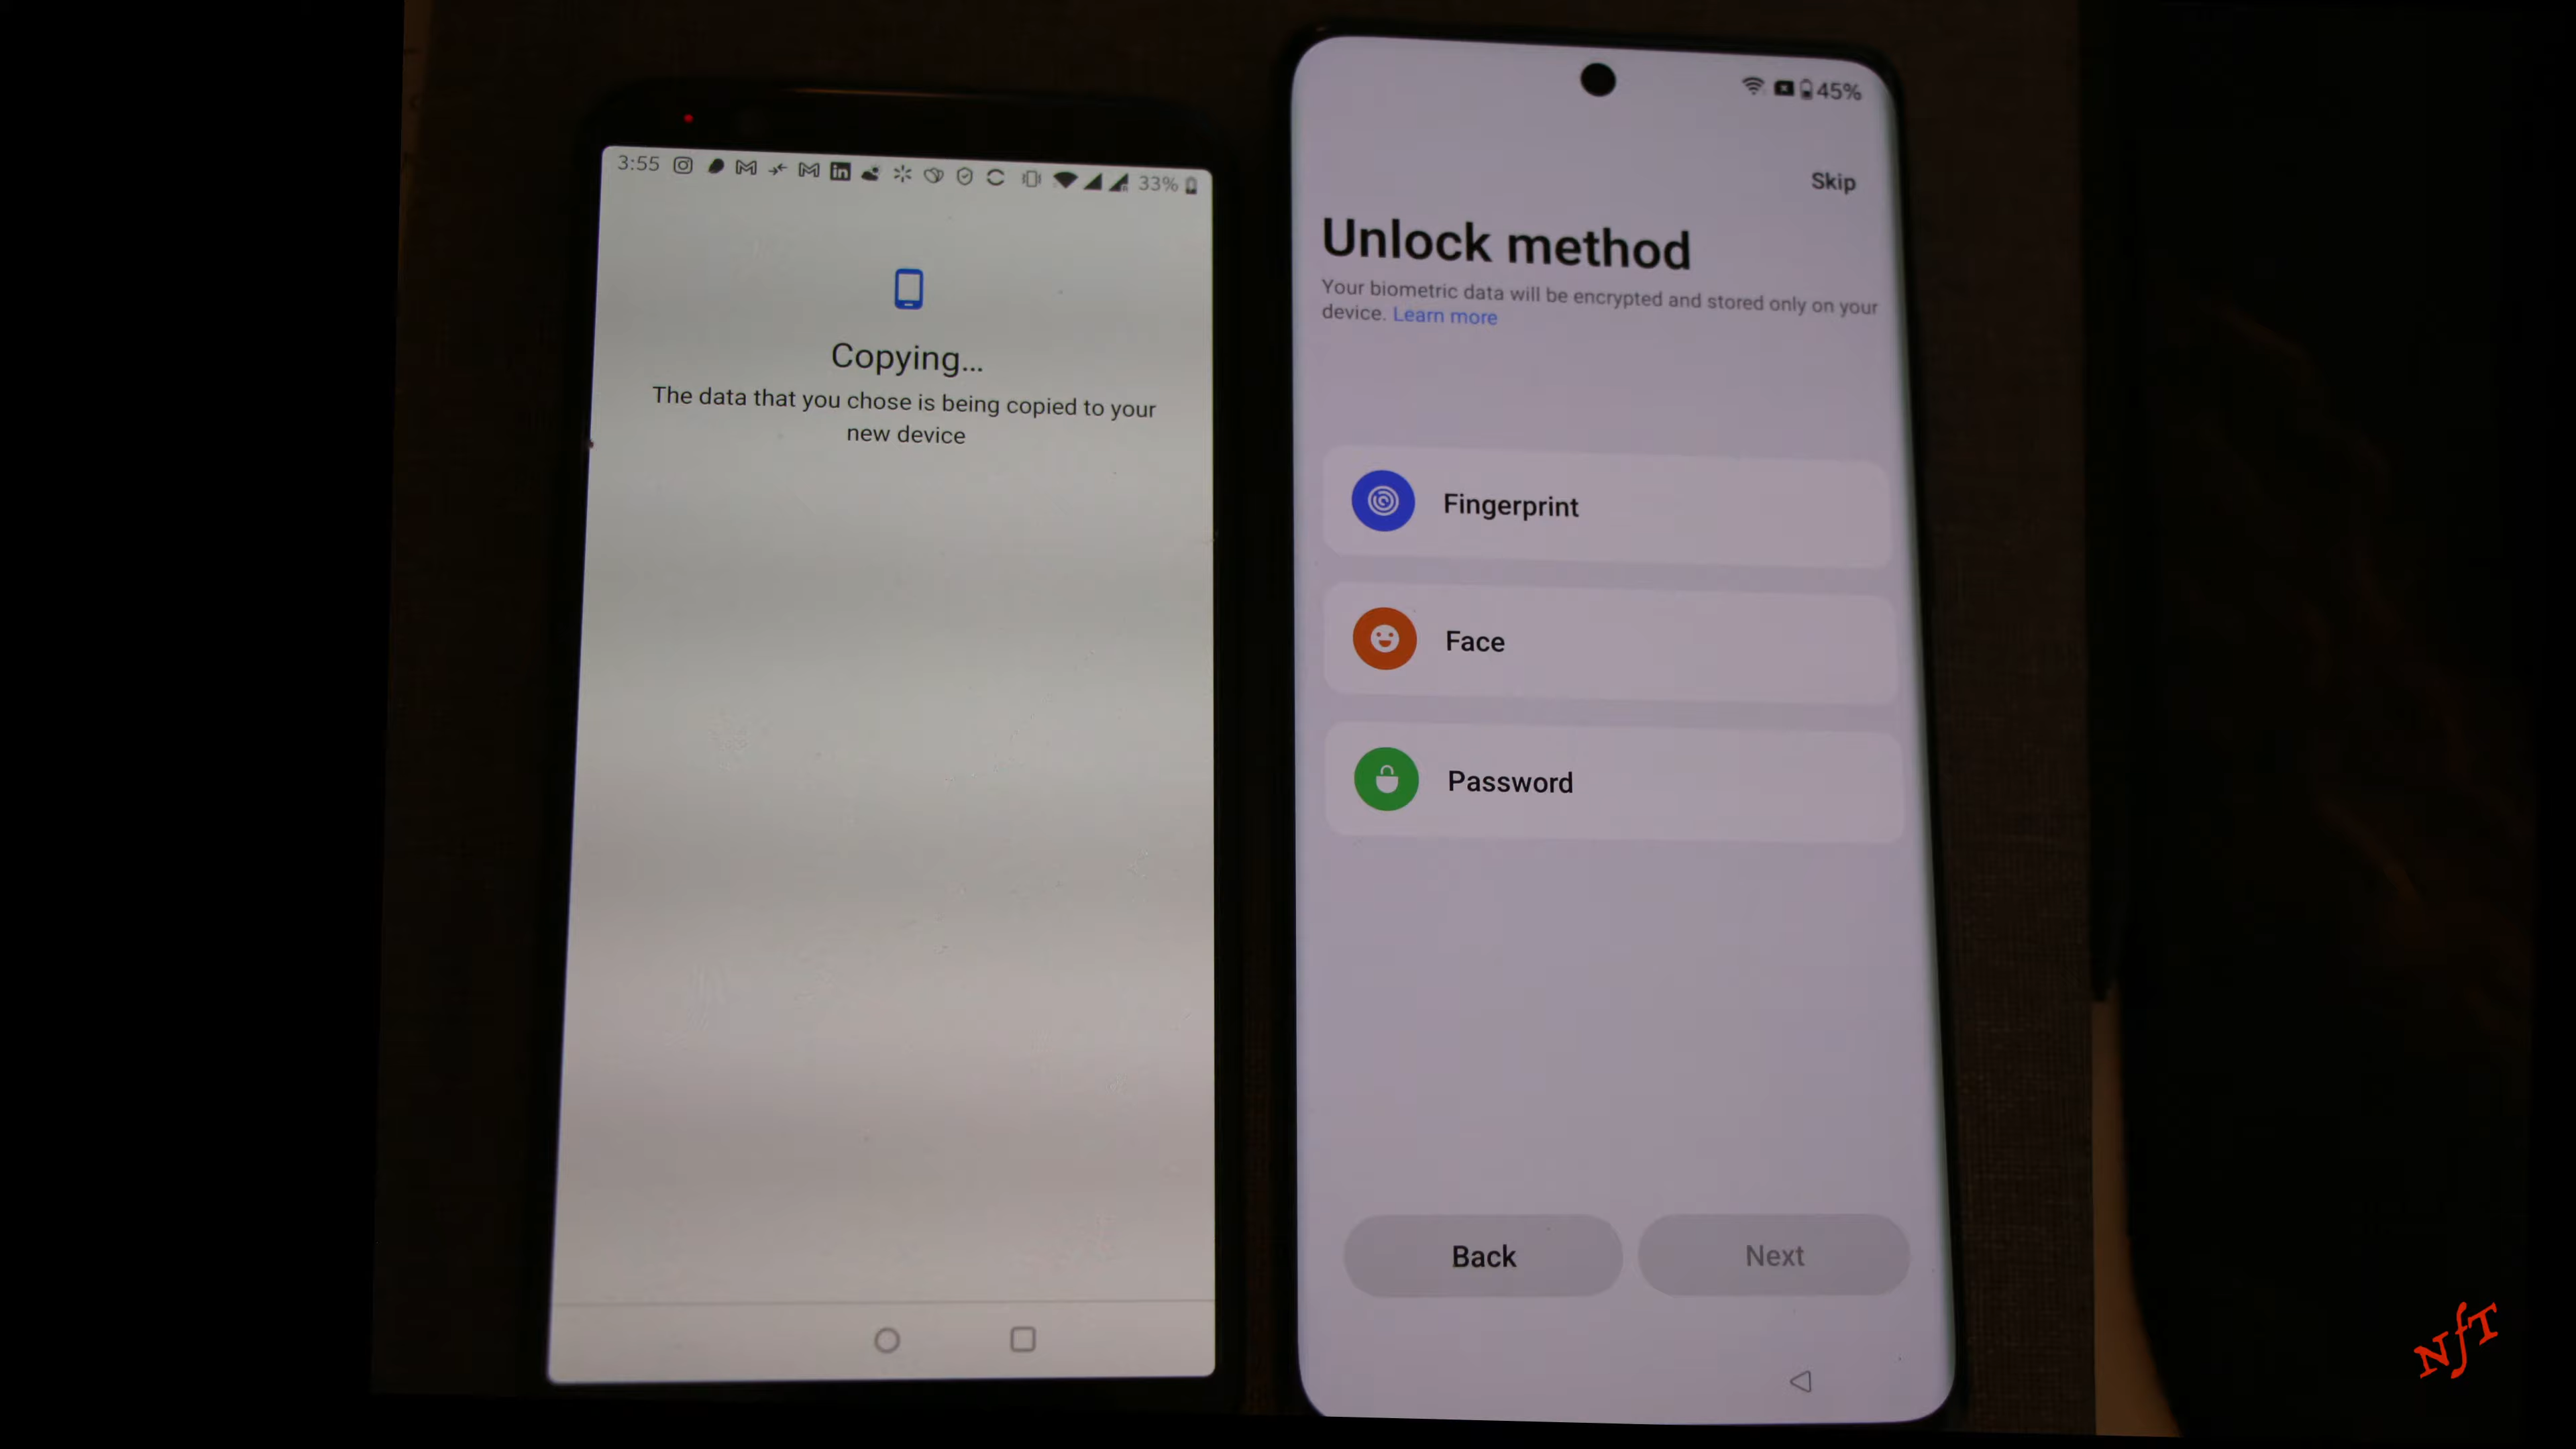 3:55
33%
Copying...
The data that you chose is being copied to your
new device
45%
Skip
Unlock method
Your biometric data will be encrypted and stored only on your
device. Learn more
Fingerprint
Face
Password
Back
Next
NfT